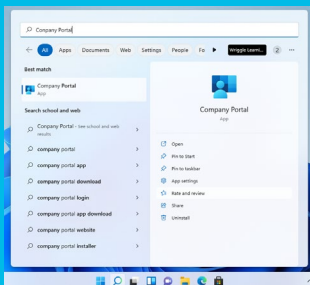 Company Portal
All Apps Documents Web Settings People Fo Wriggle Learni... 2 ...
Best match
Company Portal
App
Search school and web
Company Portal - See school and web
results
company portal
company portal app
company portal download
company portal login
company portal app download
company portal website
company portal installer
Company Portal
App
Open
Pin to Start
Pin to taskbar
App settings
Rate and review
Share
Uninstall